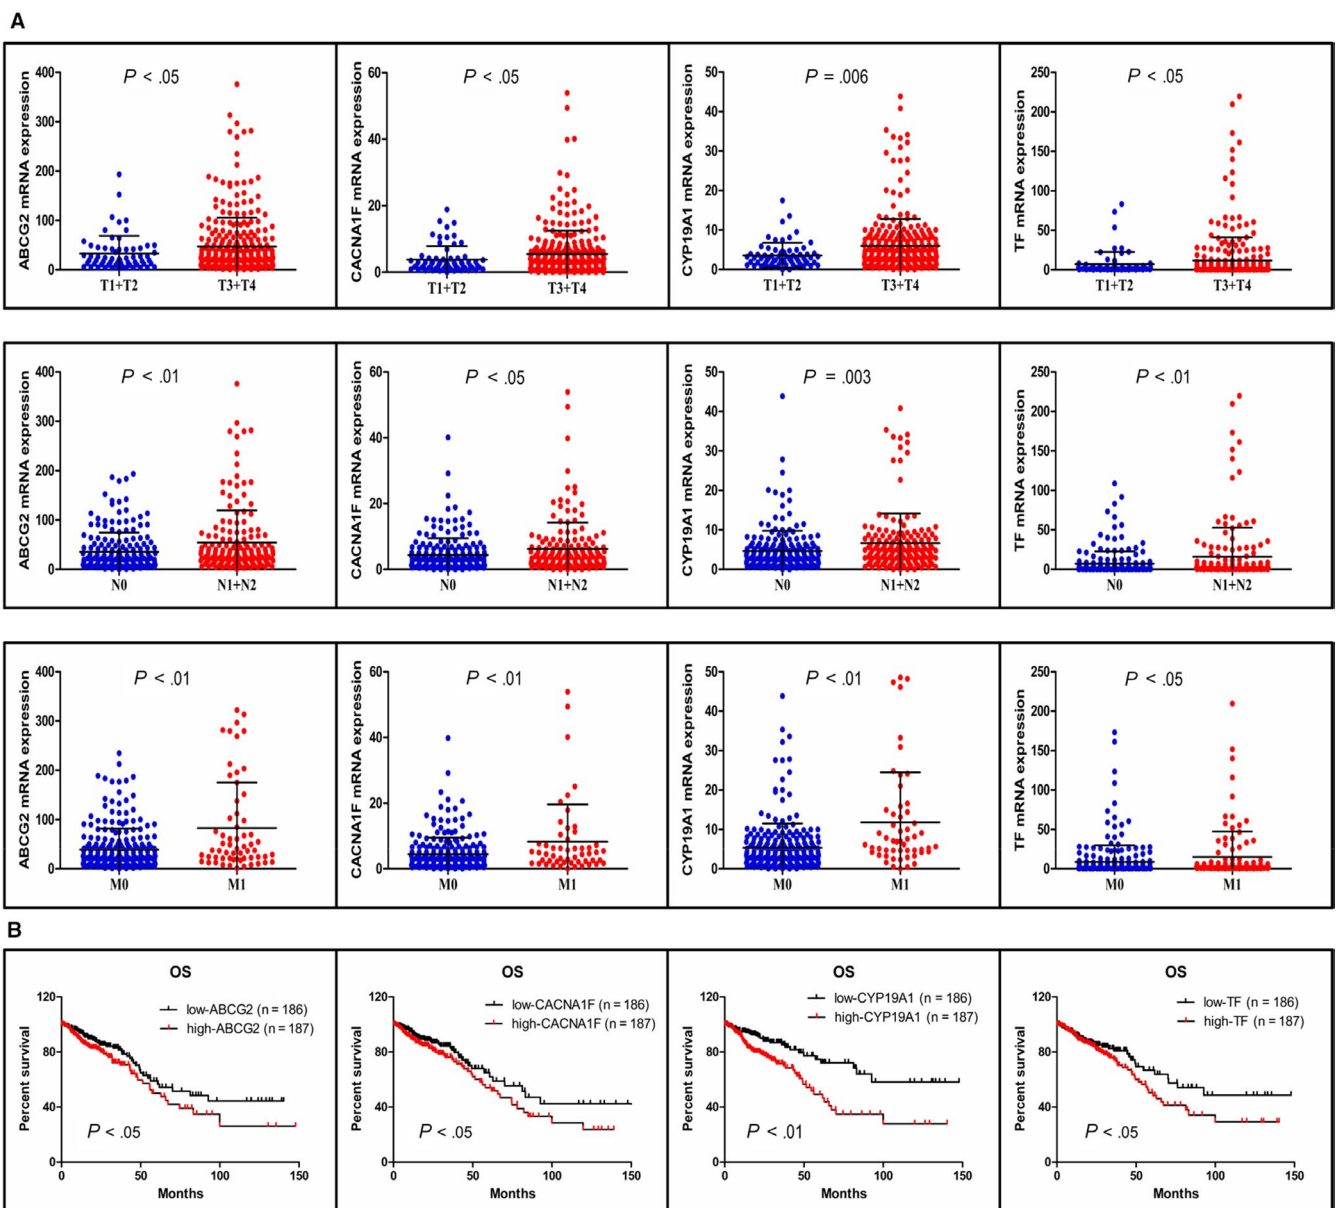 A
ABCG2 mRNA expression
400
300
200
100
0
P < .05
T1+T2
T3+T4
CACNA1F mRNA expression
60
40
20
0
P < .05
T1+T2
T3+T4
CYP19A1 mRNA expression
50
40
30
20
10
0
P = .006
T1+T2
T3+T4
TF mRNA expression
250
200
150
100
50
0
P < .05
T1+T2
T3+T4
ABCG2 mRNA expression
400
300
200
100
0
P < .01
N0
N1+N2
CACNA1F mRNA expression
60
40
20
0
P < .05
N0
N1+N2
CYP19A1 mRNA expression
50
40
30
20
10
0
P = .003
N0
N1+N2
TF mRNA expression
250
200
150
100
50
0
P < .01
N0
N1+N2
ABCG2 mRNA expression
400
300
200
100
0
P < .01
M0
M1
CACNA1F mRNA expression
60
40
20
0
P < .01
M0
M1
CYP19A1 mRNA expression
50
40
30
20
10
0
P < .01
M0
M1
TF mRNA expression
250
200
150
100
50
0
P < .05
M0
M1
B
OS
Percent survival
120
80
40
0
low-ABCG2 (n = 186)
high-ABCG2 (n = 187)
P < .05
0 50 100 150
Months
OS
Percent survival
120
80
40
0
low-CACNA1F (n = 186)
high-CACNA1F (n = 187)
P < .05
0 50 100 150
Months
OS
Percent survival
120
80
40
0
low-CYP19A1 (n = 186)
high-CYP19A1 (n = 187)
P < .01
0 50 100 150
Months
OS
Percent survival
120
80
40
0
low-TF (n = 186)
high-TF (n = 187)
P < .05
0 50 100 150
Months